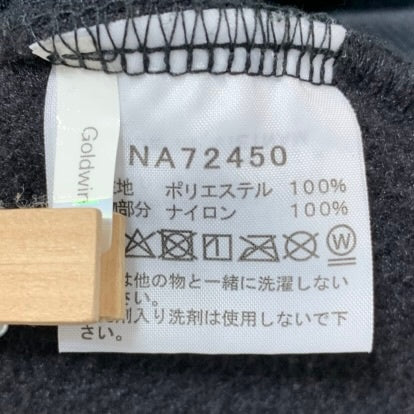 Goldwin
NA72450
地 ポリエステル 100%
部分 ナイロン 100%
W
は他の物と一緒に洗濯しない
さい。
剤入り洗剤は使用しないで下
さい。